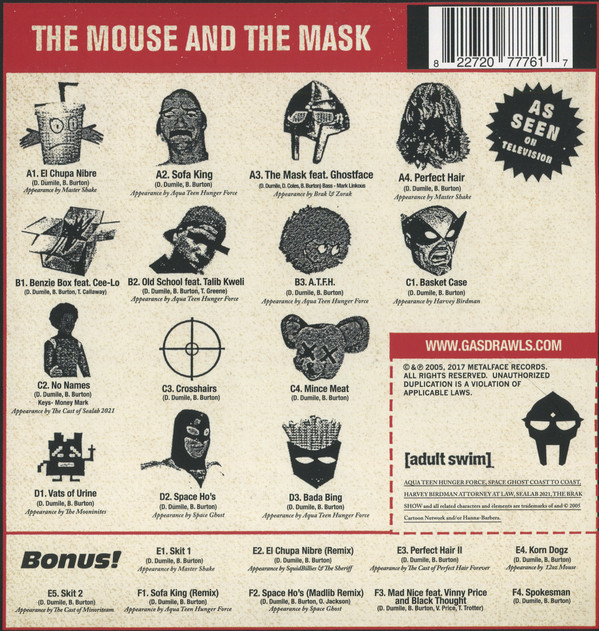 THE MOUSE AND THE MASK
8 22720 77761 7
AS
SEEN
ON
TELEVISION
A1. El Chupa Nibre
(D. Dumile, B. Burton)
Appearance by Master Shake
A2. Sofa King
(D. Dumile, B. Burton)
Appearance by Aqua Teen Hunger Force
A3. The Mask feat. Ghostface
(D. Dumile, D. Coles, B. Burton) Bass - Mark Linkous
Appearance by Brak & Zorak
A4. Perfect Hair
(D. Dumile, B. Burton)
Appearance by Master Shake
B1. Benzie Box feat. Cee-Lo
(D. Dumile, B. Burton, T. Callaway)
B2. Old School feat. Talib Kweli
(D. Dumile, B. Burton, T. Greene)
Appearance by Aqua Teen Hunger Force
B3. A.T.F.H.
(D. Dumile, B. Burton)
Appearance by Aqua Teen Hunger Force
C1. Basket Case
(D. Dumile, B. Burton)
Appearance by Harvey Birdman
C2. No Names
(D. Dumile, B. Burton)
Keys- Money Mark
Appearance by The Cast of Sealab 2021
C3. Crosshairs
(D. Dumile, B. Burton)
C4. Mince Meat
(D. Dumile, B. Burton)
D1. Vats of Urine
(D. Dumile, B. Burton)
Appearance by The Mooninites
D2. Space Ho's
(D. Dumile, B. Burton)
Appearance by Space Ghost
D3. Bada Bing
(D. Dumile, B. Burton)
Appearance by Aqua Teen Hunger Force
WWW.GASDRAWLS.COM
© & ℗ 2005, 2017 METALFACE RECORDS.
ALL RIGHTS RESERVED. UNAUTHORIZED
DUPLICATION IS A VIOLATION OF
APPLICABLE LAWS.
[adult swim]
AQUA TEEN HUNGER FORCE, SPACE GHOST COAST TO COAST,
HARVEY BIRDMAN ATTORNEY AT LAW, SEALAB 2021, THE BRAK
SHOW and all related characters and elements are trademarks of and © 2005
Cartoon Network and/or Hanna-Barbera.
Bonus!
E1. Skit 1
(D. Dumile, B. Burton)
Appearance by Master Shake
E2. El Chupa Nibre (Remix)
(D. Dumile, B. Burton)
Appearance by SquidBillies & The Sheriff
E3. Perfect Hair II
(D. Dumile, B. Burton)
Appearance by The Cast of Perfect Hair Forever
E4. Korn Dogz
(D. Dumile, B. Burton)
Appearance by 12oz Mouse
E5. Skit 2
(D. Dumile, B. Burton)
Appearance by The Cast of Minoriteam
F1. Sofa King (Remix)
(D. Dumile, B. Burton)
Appearance by Aqua Teen Hunger Force
F2. Space Ho's (Madlib Remix)
(D. Dumile, B. Burton, O. Jackson)
Appearance by Space Ghost
F3. Mad Nice feat. Vinny Price
and Black Thought
(D. Dumile, B. Burton, V. Price, T. Trotter)
F4. Spokesman
(D. Dumile, B. Burton)